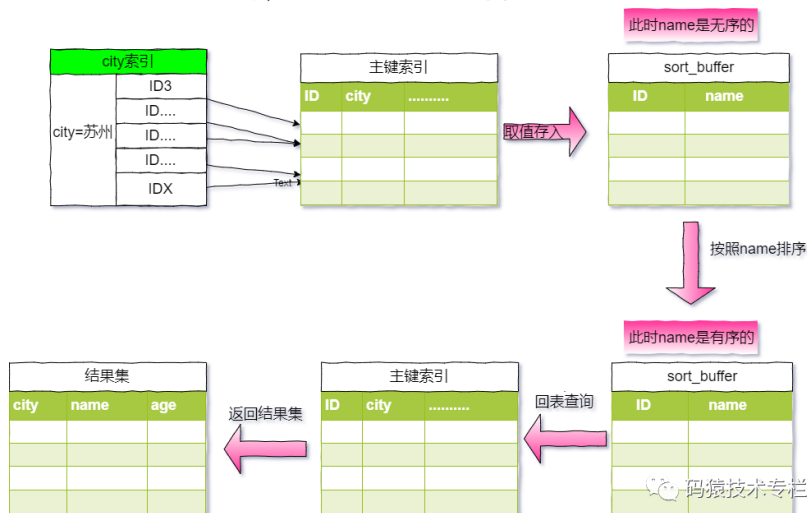 此时name是无序的
city索引
主键索引
sort_buffer
ID3
ID....
ID....
ID....
IDX
city=苏州
ID city ..........
Text
取值存入
ID name
按照name排序
此时name是有序的
结果集
主键索引
sort_buffer
city name age
返回结果集
ID city ..........
回表查询
ID name
码猿技术专栏